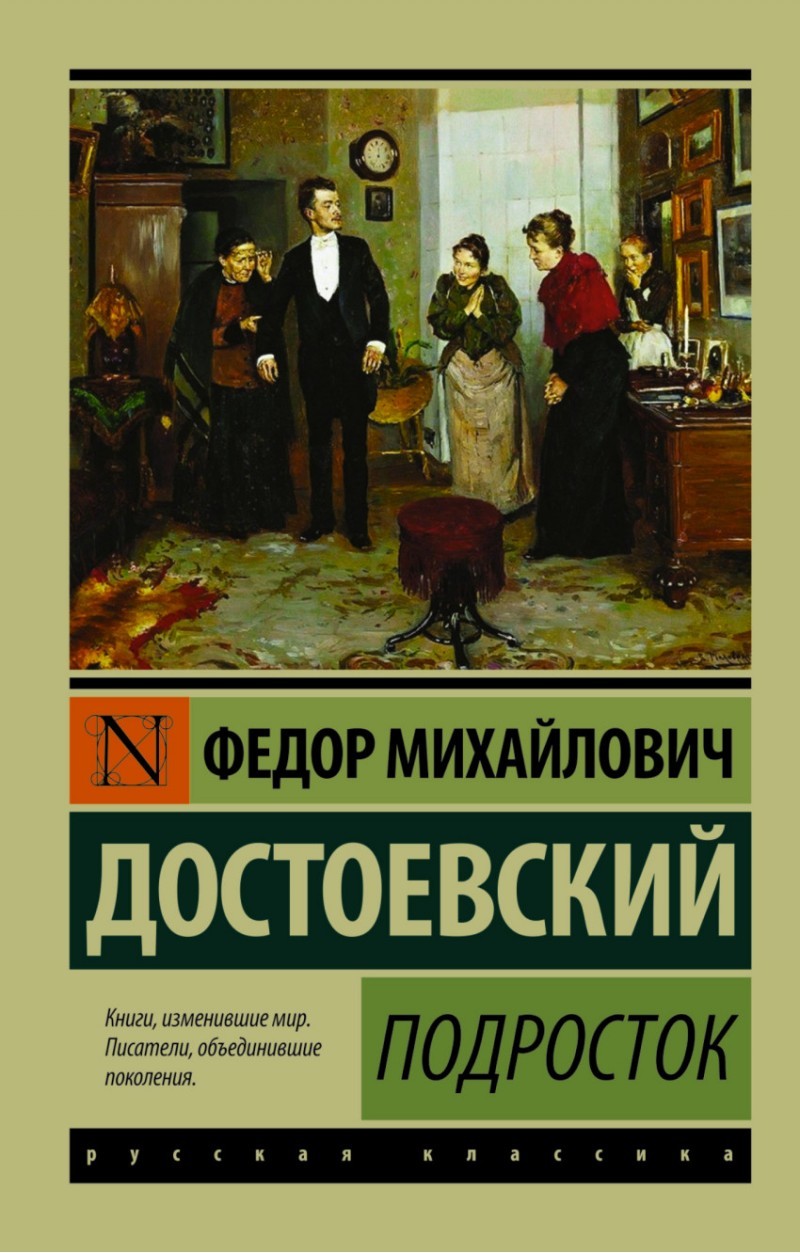 N
ФЕДОР МИХАЙЛОВИЧ
ДОСТОЕВСКИЙ
Книги, изменившие мир.
Писатели, объединившие
поколения.
ПОДРОСТОК
русская классика